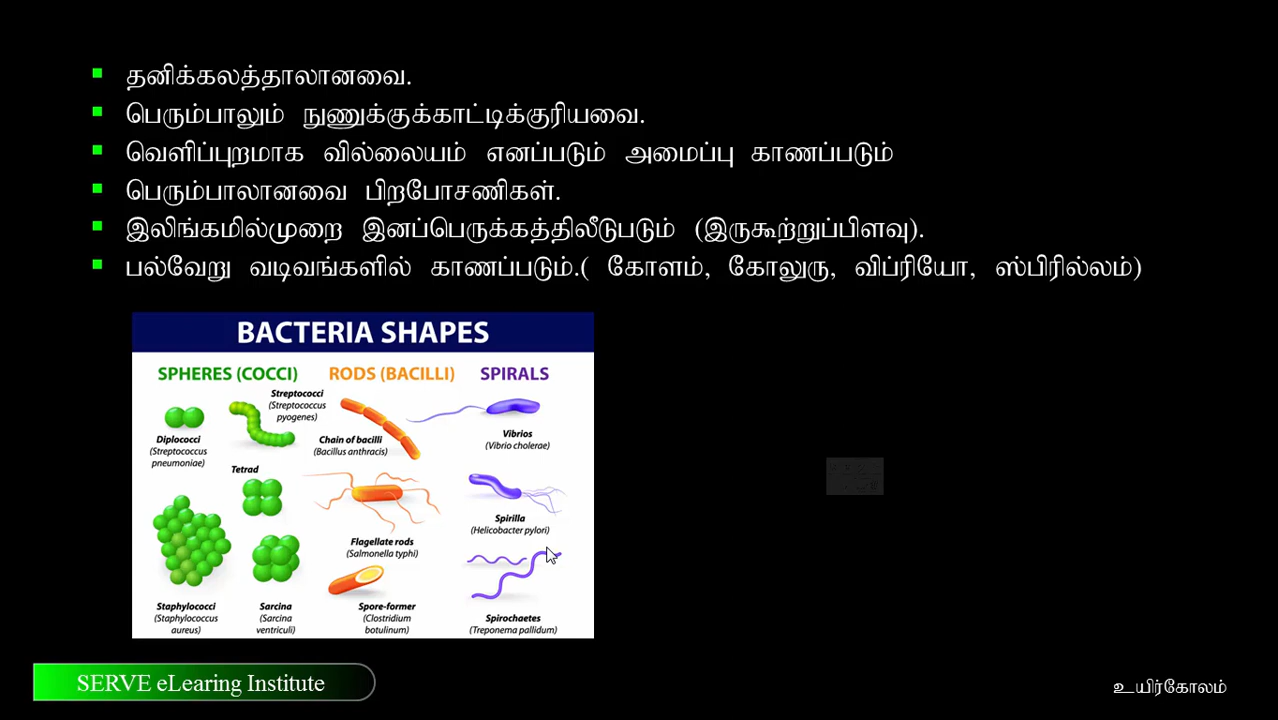 தனிக்கலத்தாலானவை.
பெரும்பாலும் நுணுக்குக்காட்டிக்குரியவை.
வெளிப்புறமாக வில்லையம் எனப்படும் அமைப்பு காணப்படும்
பெரும்பாலானவை பிறபோசணிகள்.
இலிங்கமில்முறை இனப்பெருக்கத்திலீடுபடும் (இருகூற்றுப்பிளவு).
பல்வேறு வடிவங்களில் காணப்படும்.( கோளம், கோலுரு, விப்ரியோ, ஸ்பிரில்லம்)
BACTERIA SHAPES
SPHERES (COCCI)
Diplococci
(Streptococcus
pneumoniae)
Streptococci
(Streptococcus
pyogenes)
Tetrad
Staphylococci
(Staphylococcus
aureus)
Sarcina
(Sarcina
ventriculi)
RODS (BACILLI)
Chain of bacilli
(Bacillus anthracis)
Flagellate rods
(Salmonella typhi)
Spore-former
(Clostridium
botulinum)
SPIRALS
Vibrios
(Vibrio cholerae)
Spirilla
(Helicobacter pylori)
Spirochaetes
(Treponema pallidum)
SERVE eLearing Institute
உயிர்கோலம்